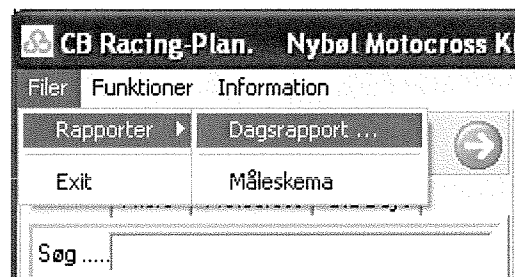 CB Racing-Plan. Nybøl Motocross K
Filer Funktioner Information
Rapporter Dagsrapport ...
Exit Måleskema
Søg .....